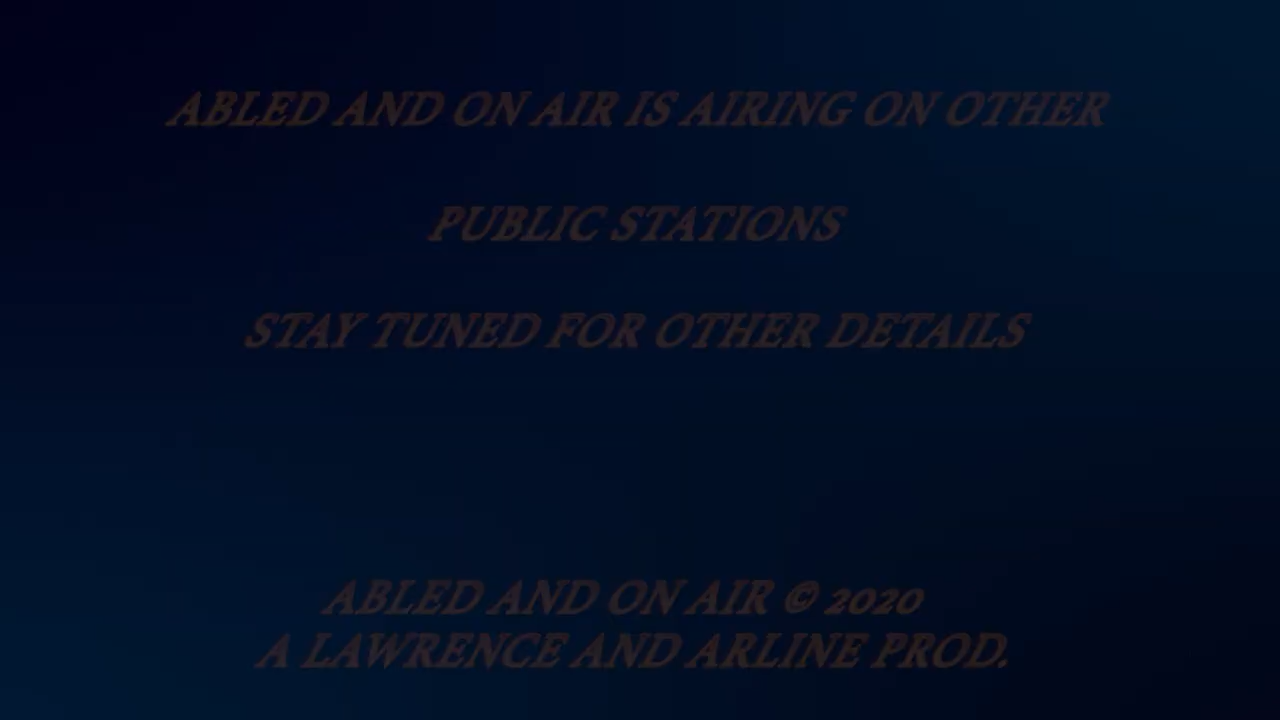 ABLED AND ON AIR IS AIRING ON OTHER
PUBLIC STATIONS
STAY TUNED FOR OTHER DETAILS
ABLED AND ON AIR © 2020
A LAWRENCE AND ARLINE PROD.